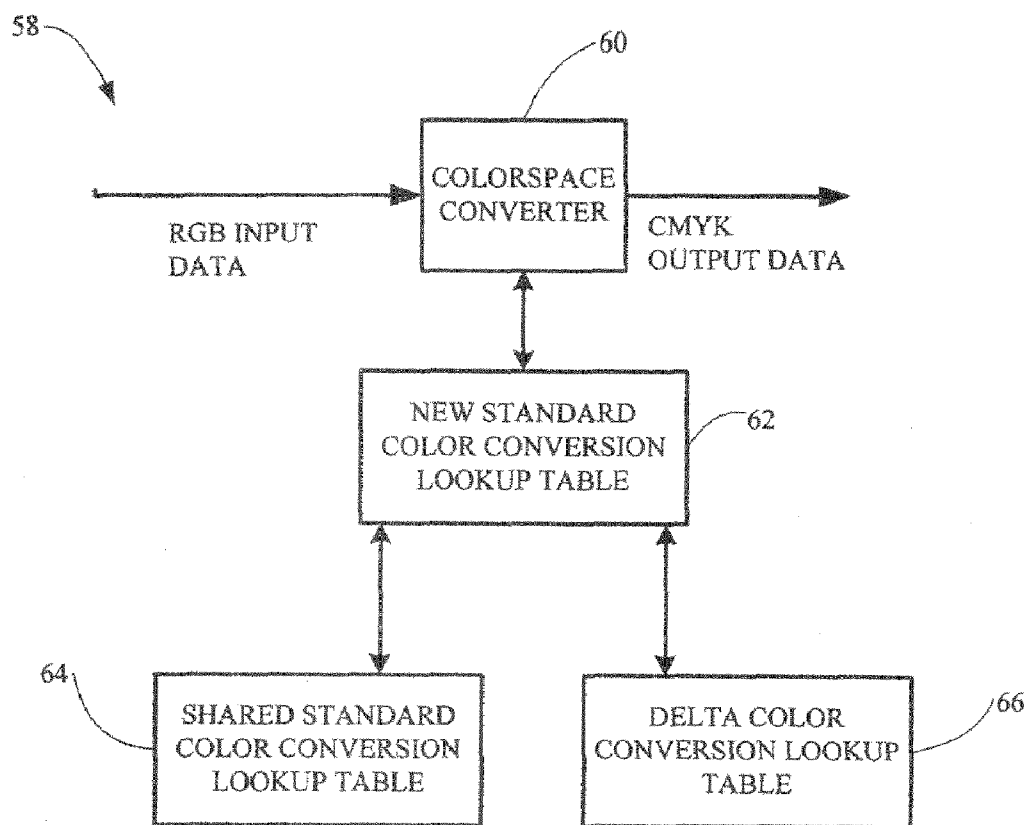 58
60
COLORSPACE
CONVERTER
RGB INPUT
DATA
CMYK
OUTPUT DATA
NEW STANDARD
COLOR CONVERSION
LOOKUP TABLE
62
64
SHARED STANDARD
COLOR CONVERSION
LOOKUP TABLE
DELTA COLOR
CONVERSION LOOKUP
TABLE
66